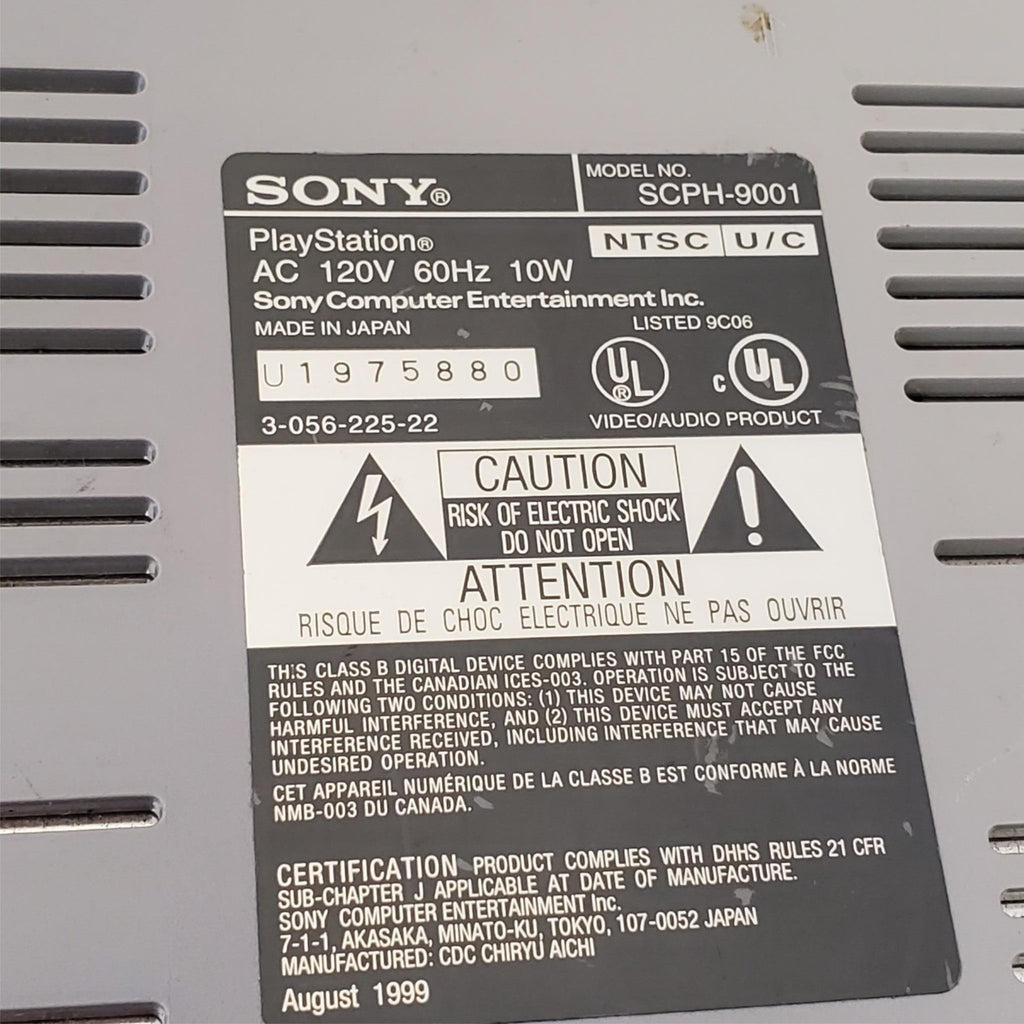 SONY®
MODEL NO.
SCPH-9001
PlayStation®
NTSC U/C
AC 120V 60Hz 10W
Sony Computer Entertainment Inc.
MADE IN JAPAN
LISTED 9C06
U1975880
UL® C UL
3-056-225-22
VIDEO/AUDIO PRODUCT
CAUTION
RISK OF ELECTRIC SHOCK
DO NOT OPEN
ATTENTION
RISQUE DE CHOC ELECTRIQUE NE PAS OUVRIR
THIS CLASS B DIGITAL DEVICE COMPLIES WITH PART 15 OF THE FCC
RULES AND THE CANADIAN ICES-003. OPERATION IS SUBJECT TO THE
FOLLOWING TWO CONDITIONS: (1) THIS DEVICE MAY NOT CAUSE
HARMFUL INTERFERENCE, AND (2) THIS DEVICE MUST ACCEPT ANY
INTERFERENCE RECEIVED, INCLUDING INTERFERENCE THAT MAY CAUSE
UNDESIRED OPERATION.
CET APPAREIL NUMÉRIQUE DE LA CLASSE B EST CONFORME À LA NORME
NMB-003 DU CANADA.
CERTIFICATION PRODUCT COMPLIES WITH DHHS RULES 21 CFR
SUB-CHAPTER J APPLICABLE AT DATE OF MANUFACTURE.
SONY COMPUTER ENTERTAINMENT Inc.
7-1-1, AKASAKA, MINATO-KU, TOKYO, 107-0052 JAPAN
MANUFACTURED: CDC CHIRYU AICHI
August 1999